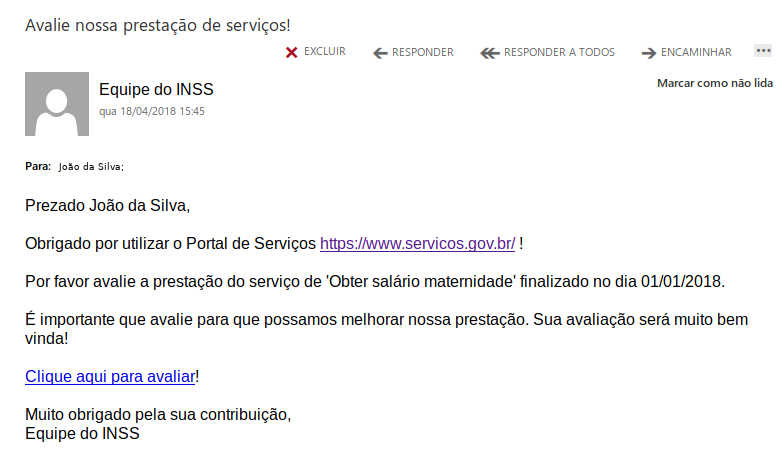 Avalie nossa prestação de serviços!
EXCLUIR RESPONDER RESPONDER A TODOS ENCAMINHAR
Equipe do INSS
Marcar como não lida
qua 18/04/2018 15:45
Para: João da Silva;
Prezado João da Silva,
Obrigado por utilizar o Portal de Serviços https://www.servicos.gov.br/ !
Por favor avalie a prestação do serviço de 'Obter salário maternidade' finalizado no dia 01/01/2018.
É importante que avalie para que possamos melhorar nossa prestação. Sua avaliação será muito bem
vinda!
Clique aqui para avaliar!
Muito obrigado pela sua contribuição,
Equipe do INSS